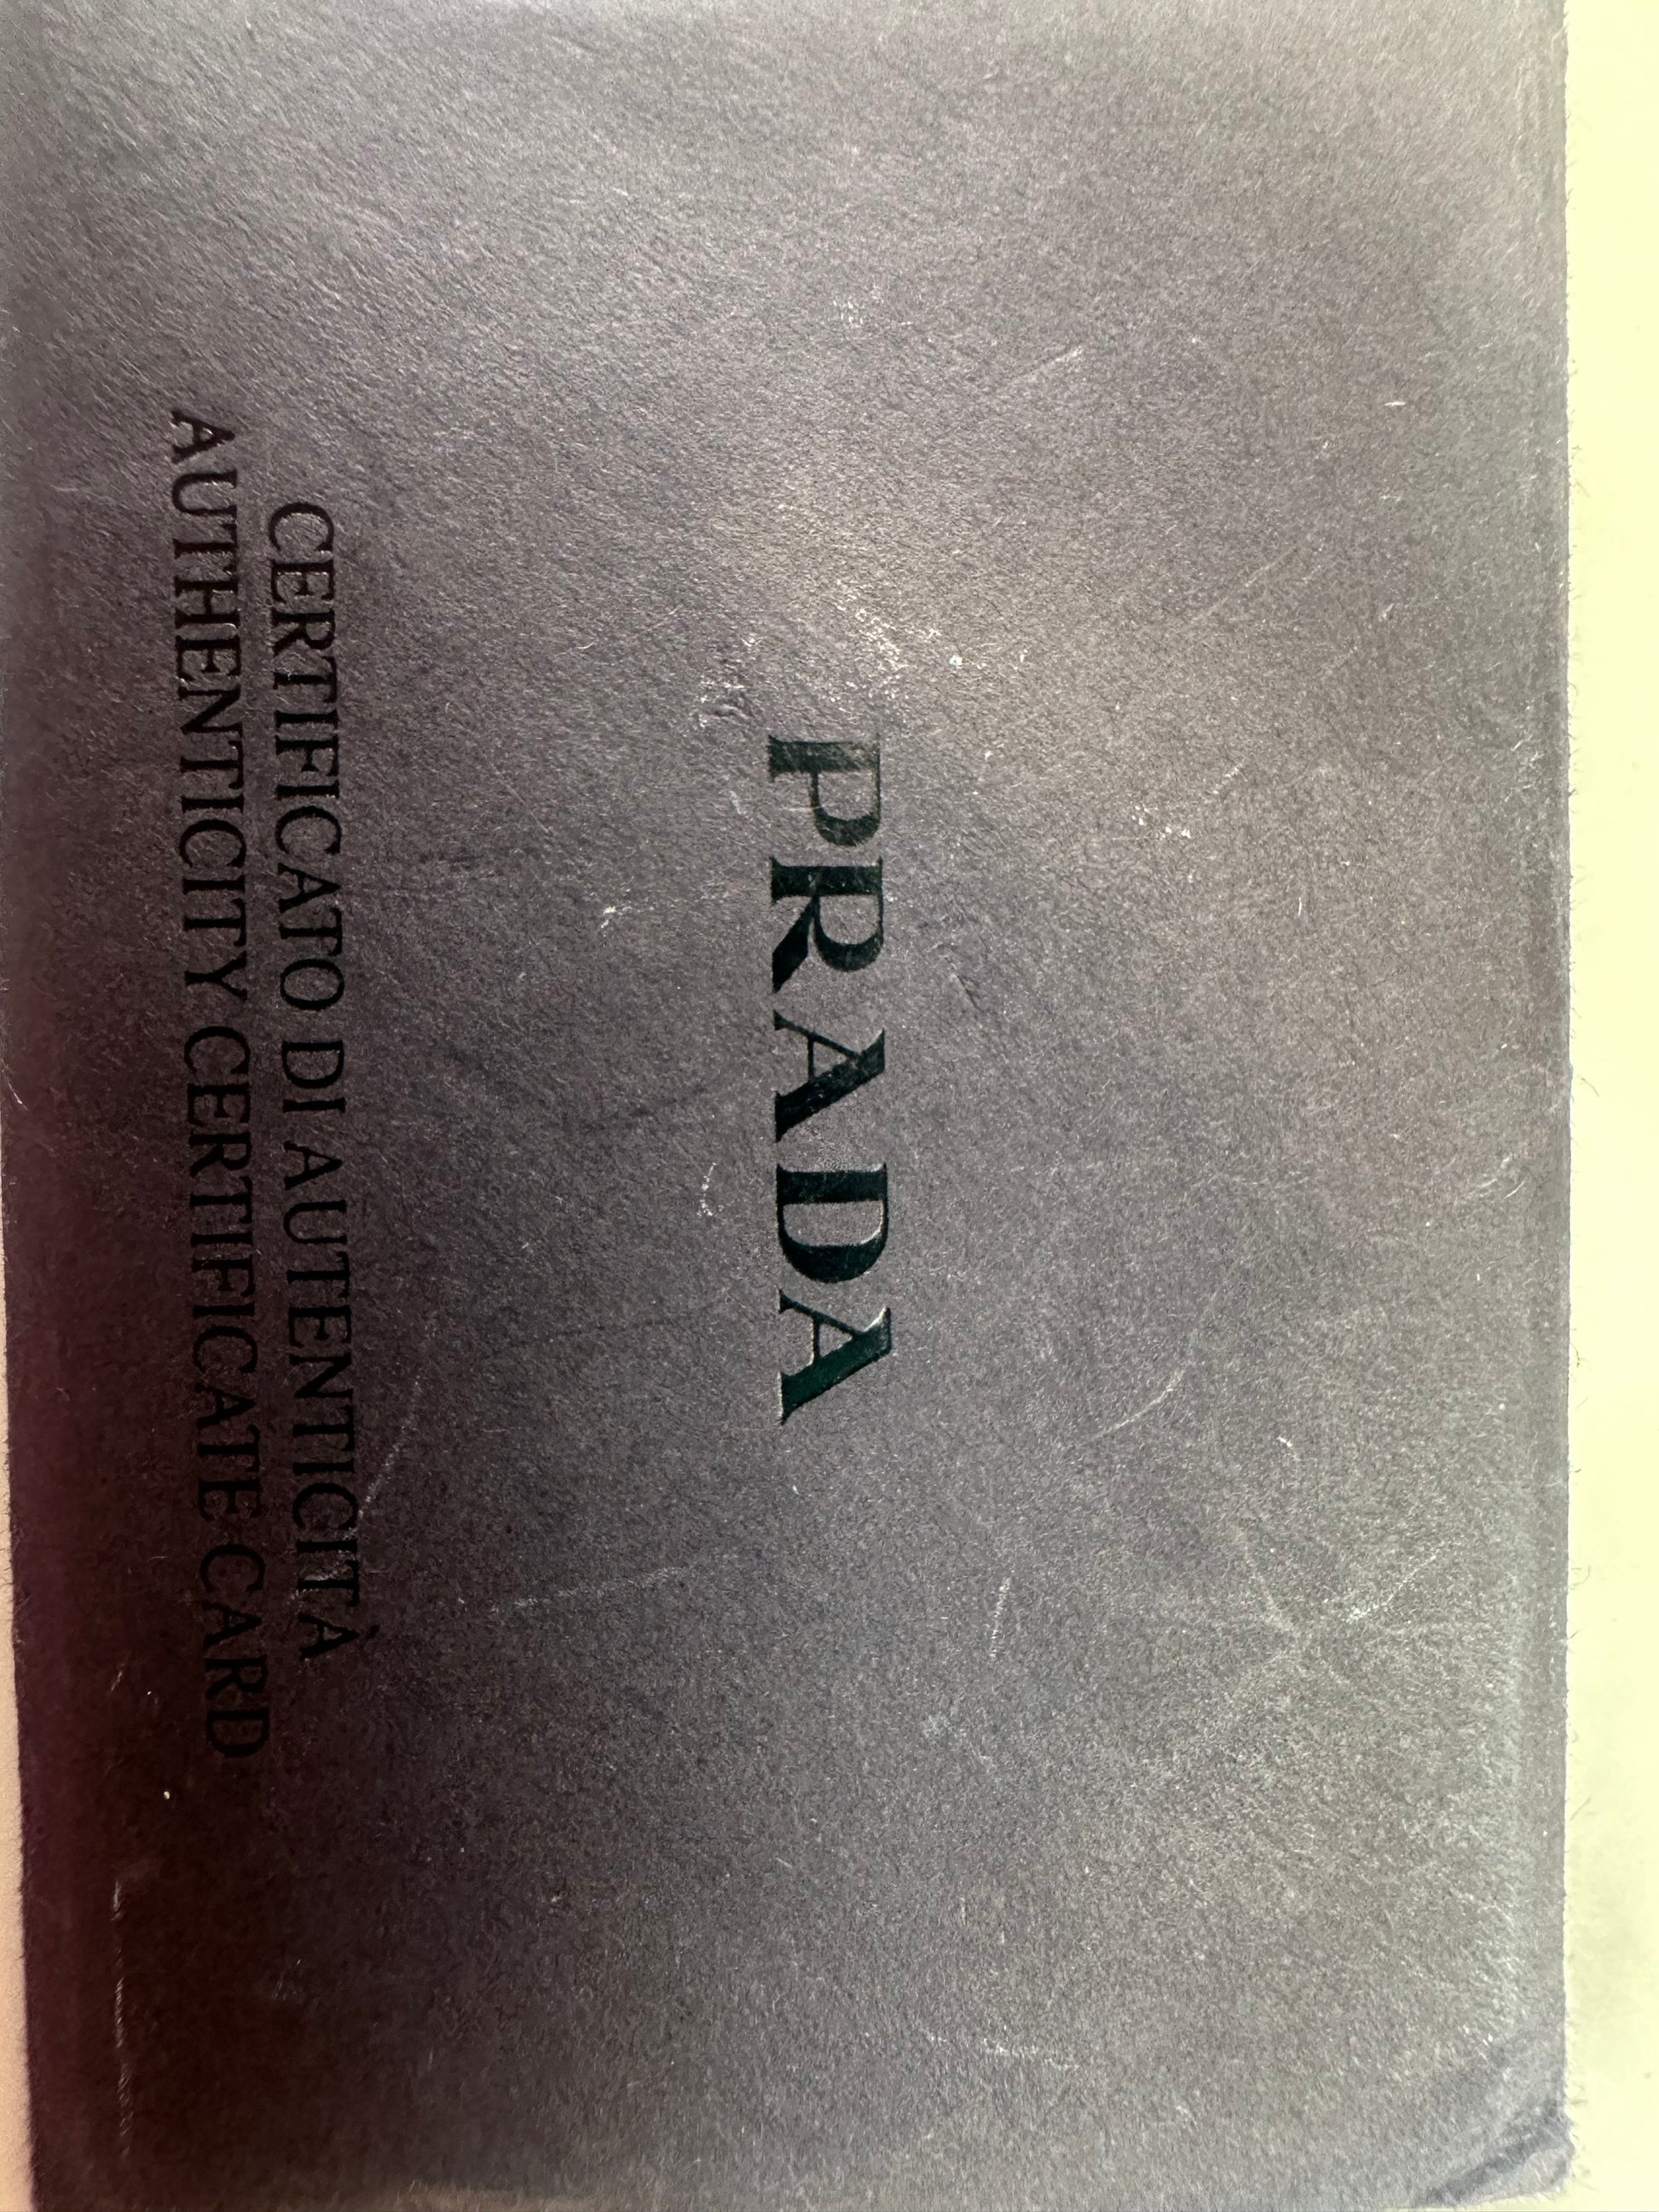 PRADA
CERTIFICATO DI AUTENTICITÀ
AUTHENTICITY CERTIFICATE CARD